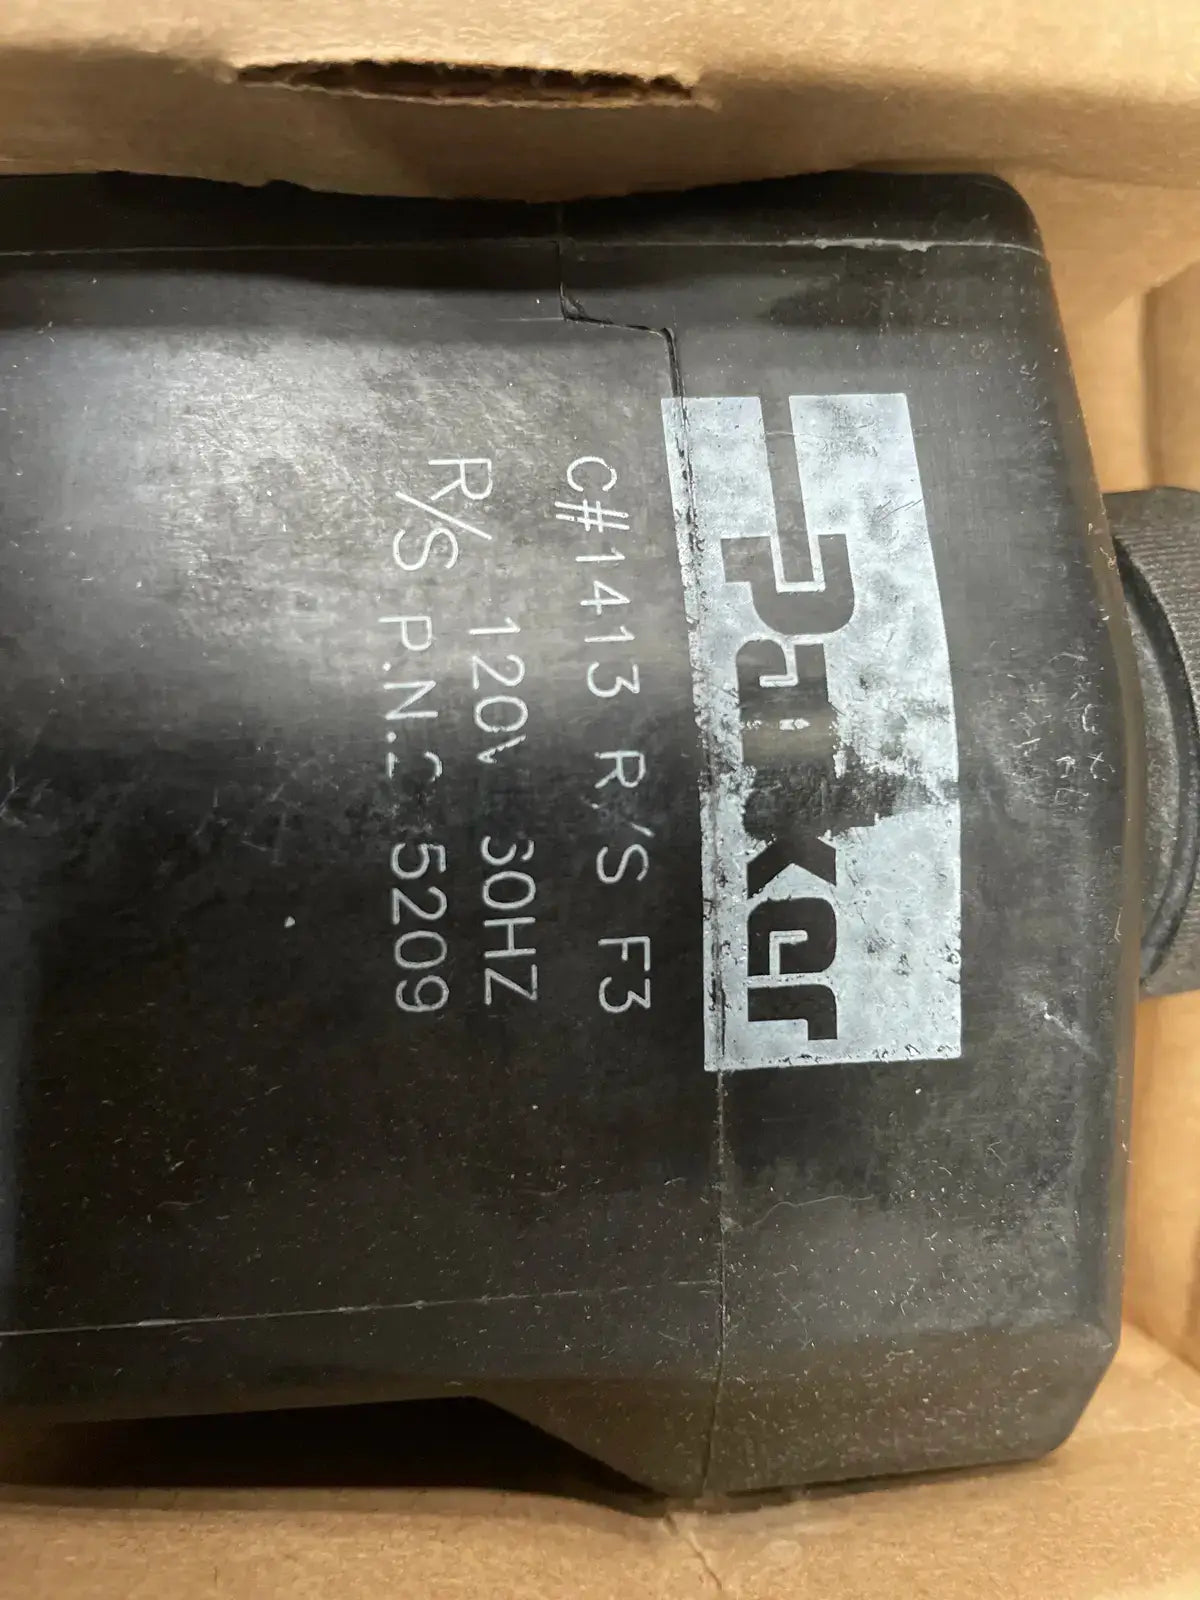 Parker
C#1413 R/S F3
R/S 120V 60HZ
R/S P.N. 5209